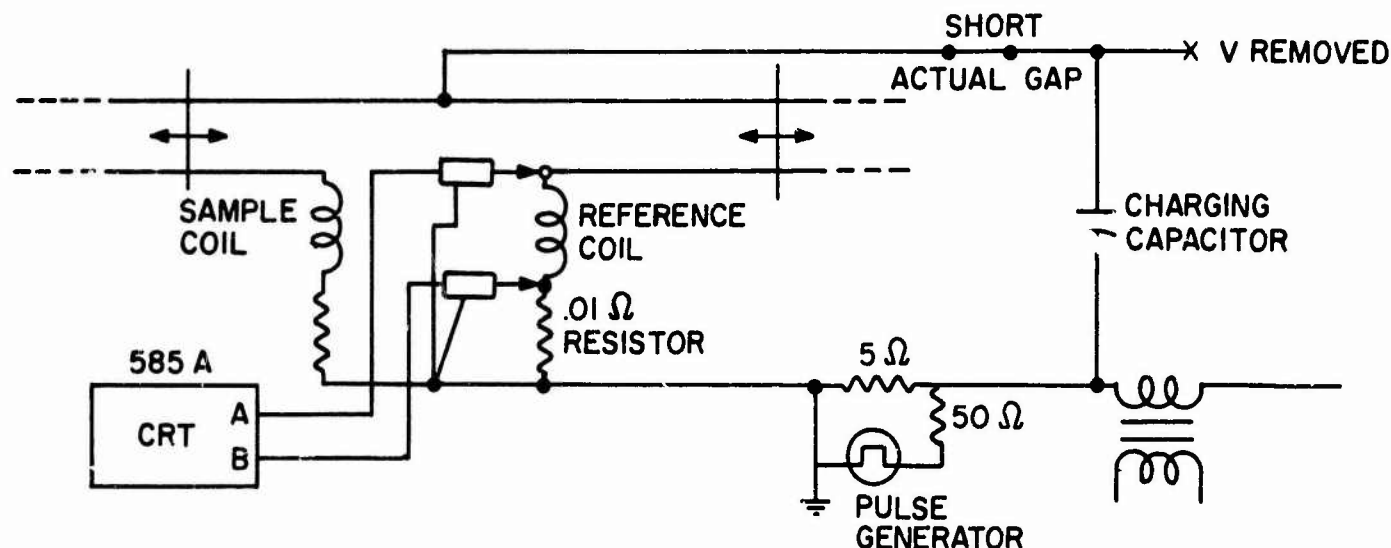 SHORT
ACTUAL GAP
V REMOVED
SAMPLE
COIL
REFERENCE
COIL
CHARGING
CAPACITOR
.01 Ω
RESISTOR
585 A
CRT
A
B
5 Ω
50 Ω
PULSE
GENERATOR